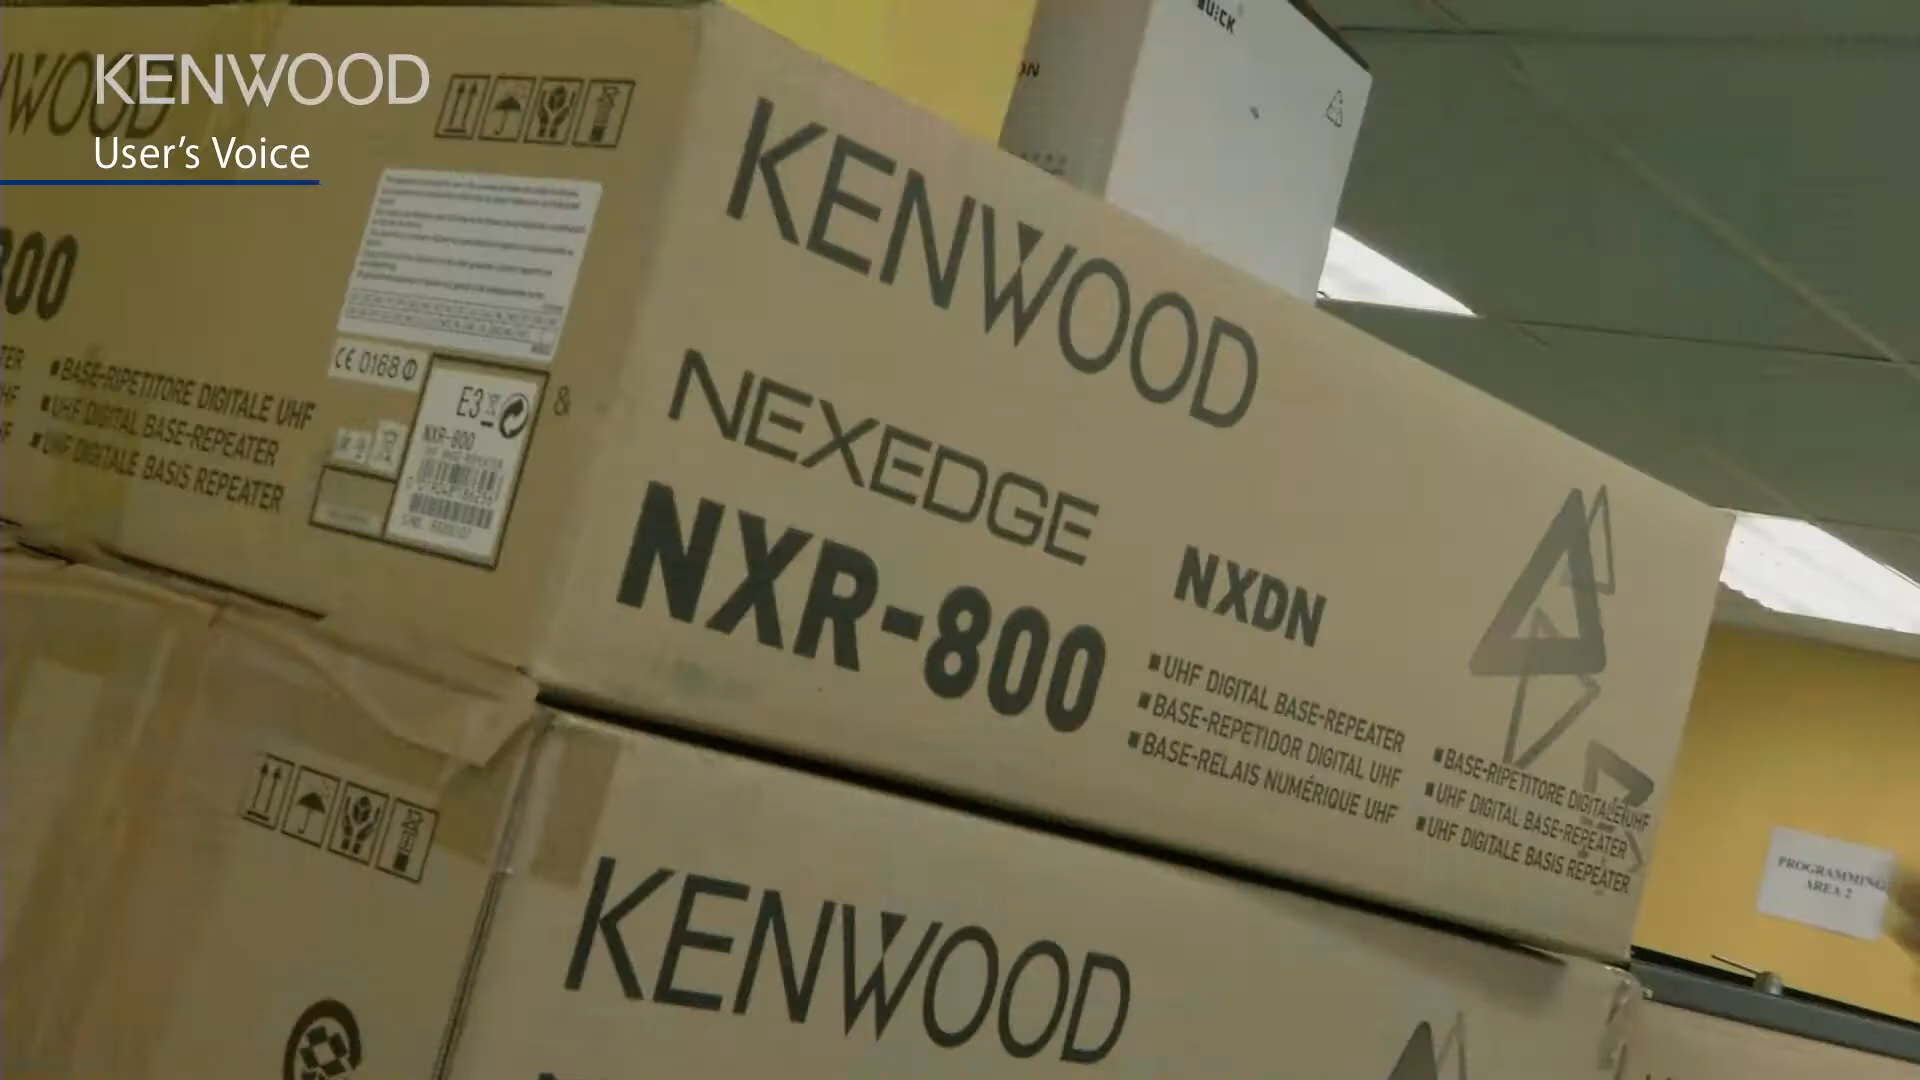 KENWOOD
User's Voice
WOOD
800
■BASE-RIPETITORE DIGITALE UHF
■UHF DIGITAL BASE-REPEATER
■UHF DIGITALE BASIS REPEATER
CE 0168
E3
NXR-800
&
KENWOOD
NEXEDGE
NXR-800
NXDN
■UHF DIGITAL BASE-REPEATER
■BASE-REPETIDOR DIGITAL UHF
■BASE-RELAIS NUMÉRIQUE UHF
■BASE-RIPETITORE DIGITALE UHF
■UHF DIGITAL BASE-REPEATER
■UHF DIGITALE BASIS REPEATER
PROGRAMMING
AREA 2
KENWOOD